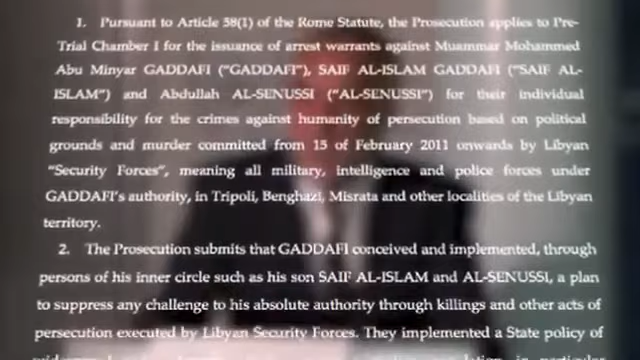 1. Pursuant to Article 58(1) of the Rome Statute, the Prosecution applies to Pre-
Trial Chamber I for the issuance of arrest warrants against Muammar Mohammed
Abu Minyar GADDAFI ("GADDAFI"), SAIF AL-ISLAM GADDAFI ("SAIF AL-
ISLAM") and Abdullah AL-SENUSSI ("AL-SENUSSI") for their individual
responsibility for the crimes against humanity of persecution based on political
grounds and murder committed from 15 of February 2011 onwards by Libyan
"Security Forces", meaning all military, intelligence and police forces under
GADDAFI's authority, in Tripoli, Benghazi, Misrata and other localities of the Libyan
territory.
2. The Prosecution submits that GADDAFI conceived and implemented, through
persons of his inner circle such as his son SAIF AL-ISLAM and AL-SENUSSI, a plan
to suppress any challenge to his absolute authority through killings and other acts of
persecution executed by Libyan Security Forces. They implemented a State policy of